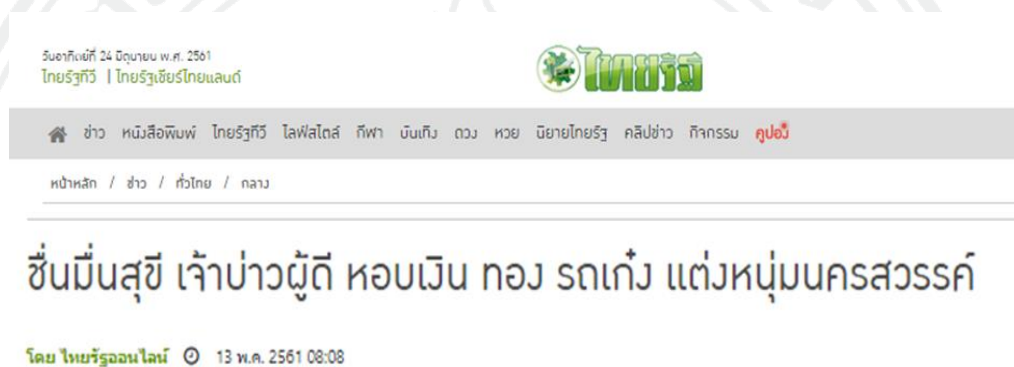 วันอาทิตย์ที่ 24 มิถุนายน พ.ศ. 2561
ไทยรัฐ
ไทยรัฐทีวี | ไทยรัฐเชียร์ไทยแลนด์
ข่าว หนังสือพิมพ์ ไทยรัฐทีวี ไลฟ์สไตล์ กีฬา บันเทิง ดวง หวย นิยายไทยรัฐ คลิปข่าว กิจกรรม คูปอง
หน้าหลัก / ข่าว / ทั่วไทย / กลาง
ชื่นมื่นสุขี เจ้าบ่าวผู้ดี หอบเงิน ทอง รถเก๋ง แต่งหนุ่มนครสวรรค์
โดย ไทยรัฐออนไลน์ 13 พ.ค. 2561 08:08